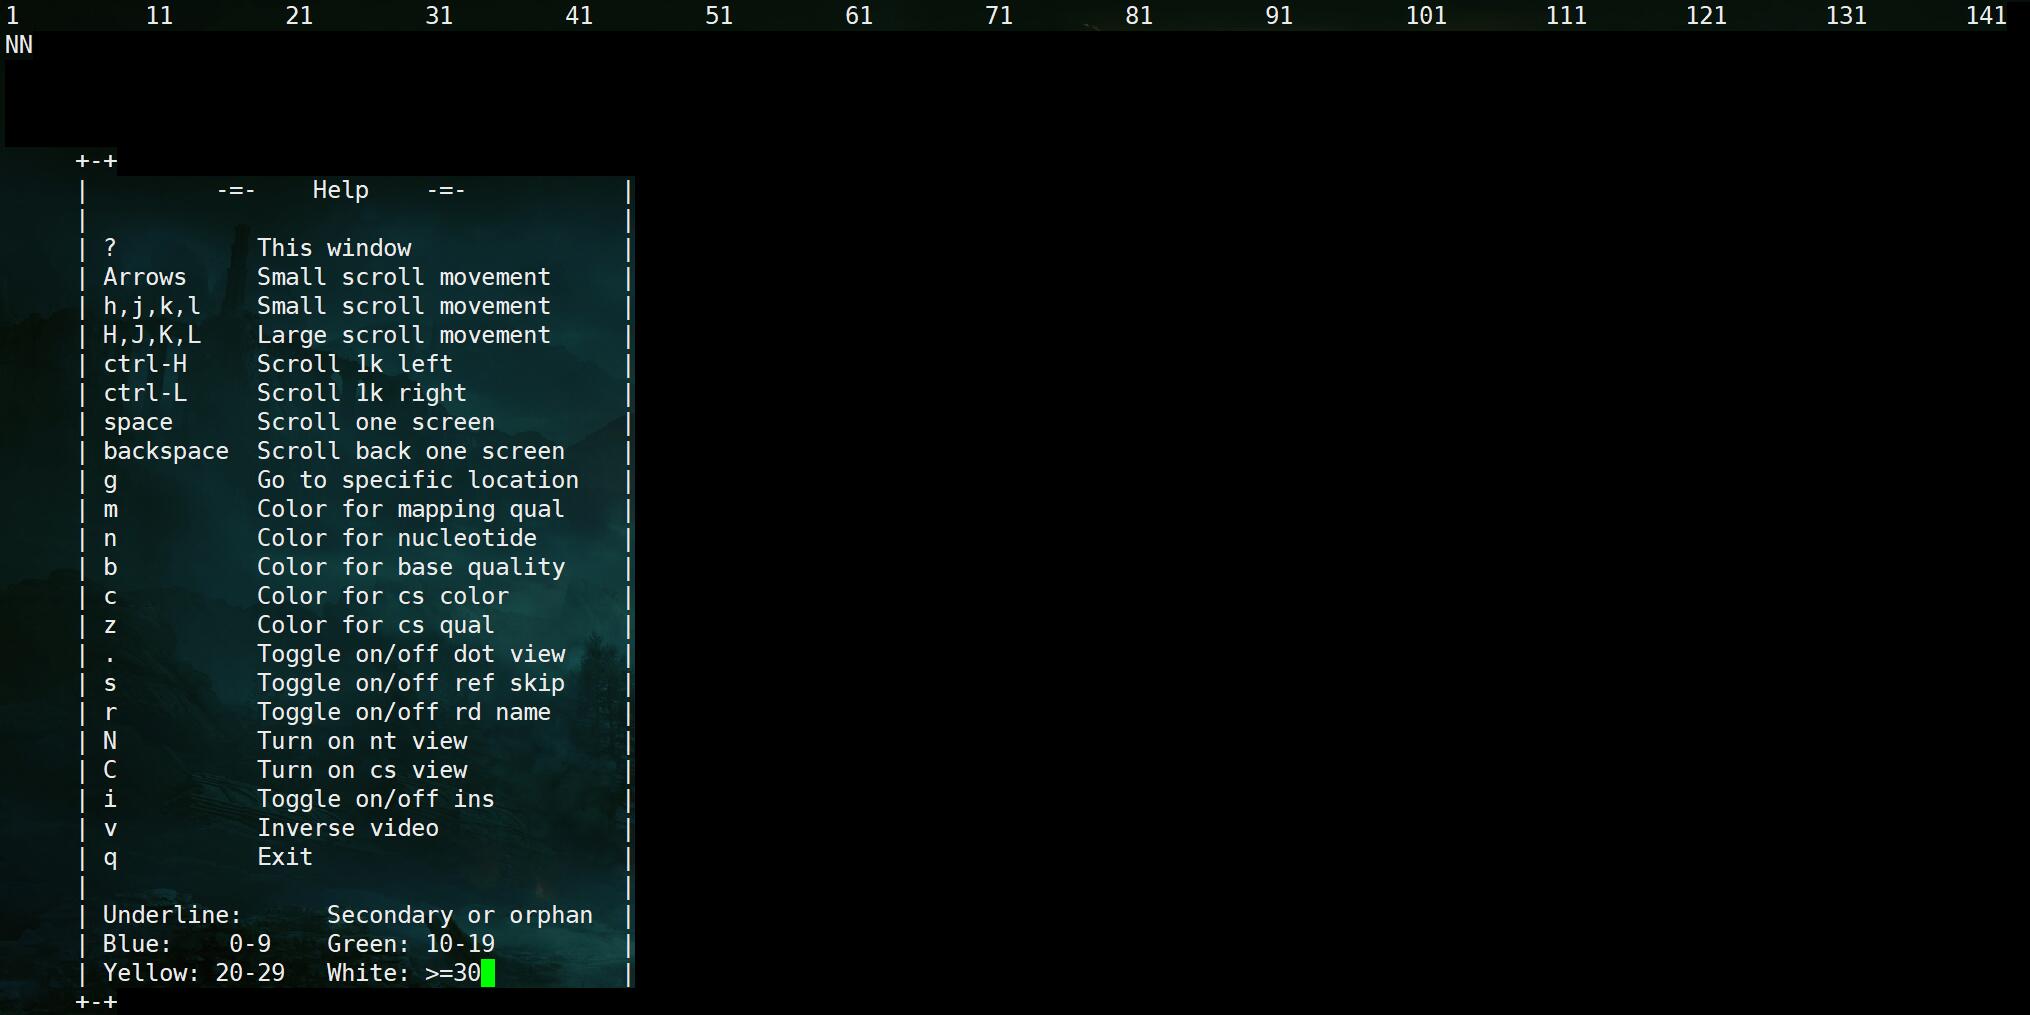 1         11        21        31        41        51        61        71        81        91        101       111       121       131       141
NN
+-+
|         -=-    Help    -=-           |
|                                      |
| ?          This window               |
| Arrows     Small scroll movement     |
| h,j,k,l    Small scroll movement     |
| H,J,K,L    Large scroll movement     |
| ctrl-H     Scroll 1k left            |
| ctrl-L     Scroll 1k right           |
| space      Scroll one screen         |
| backspace  Scroll back one screen    |
| g          Go to specific location   |
| m          Color for mapping qual    |
| n          Color for nucleotide      |
| b          Color for base quality    |
| c          Color for cs color        |
| z          Color for cs qual         |
| .          Toggle on/off dot view    |
| s          Toggle on/off ref skip    |
| r          Toggle on/off rd name     |
| N          Turn on nt view           |
| C          Turn on cs view           |
| i          Toggle on/off ins         |
| v          Inverse video             |
| q          Exit                      |
|                                      |
| Underline:      Secondary or orphan  |
| Blue:    0-9    Green: 10-19         |
| Yellow: 20-29   White: >=30          |
+-+